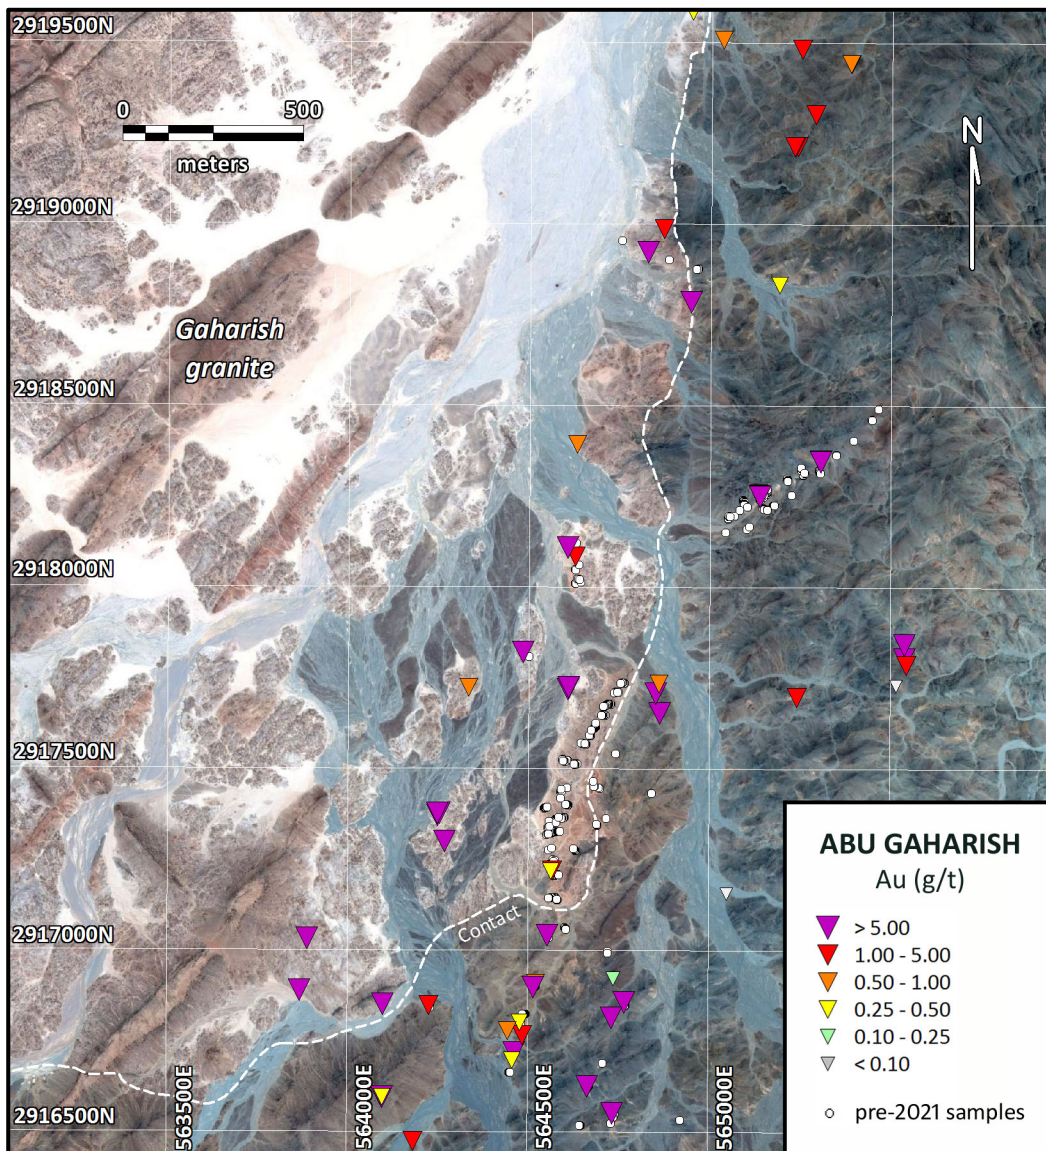 2919500N
0 500
meters
N
2919000N
Gaharish
granite
2918500N
2918000N
2917500N
Contact
2917000N
2916500N
563500E
564000E
564500E
565000E
ABU GAHARISH
Au (g/t)
> 5.00
1.00 - 5.00
0.50 - 1.00
0.25 - 0.50
0.10 - 0.25
< 0.10
pre-2021 samples